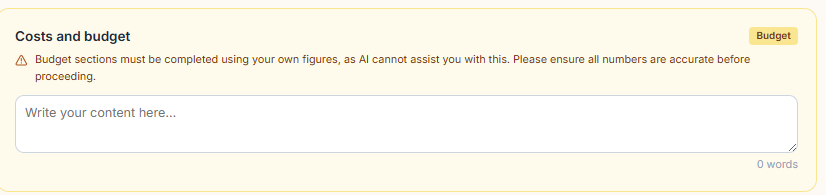 Costs and budget
Budget
Budget sections must be completed using your own figures, as AI cannot assist you with this. Please ensure all numbers are accurate before
proceeding.
Write your content here...
0 words